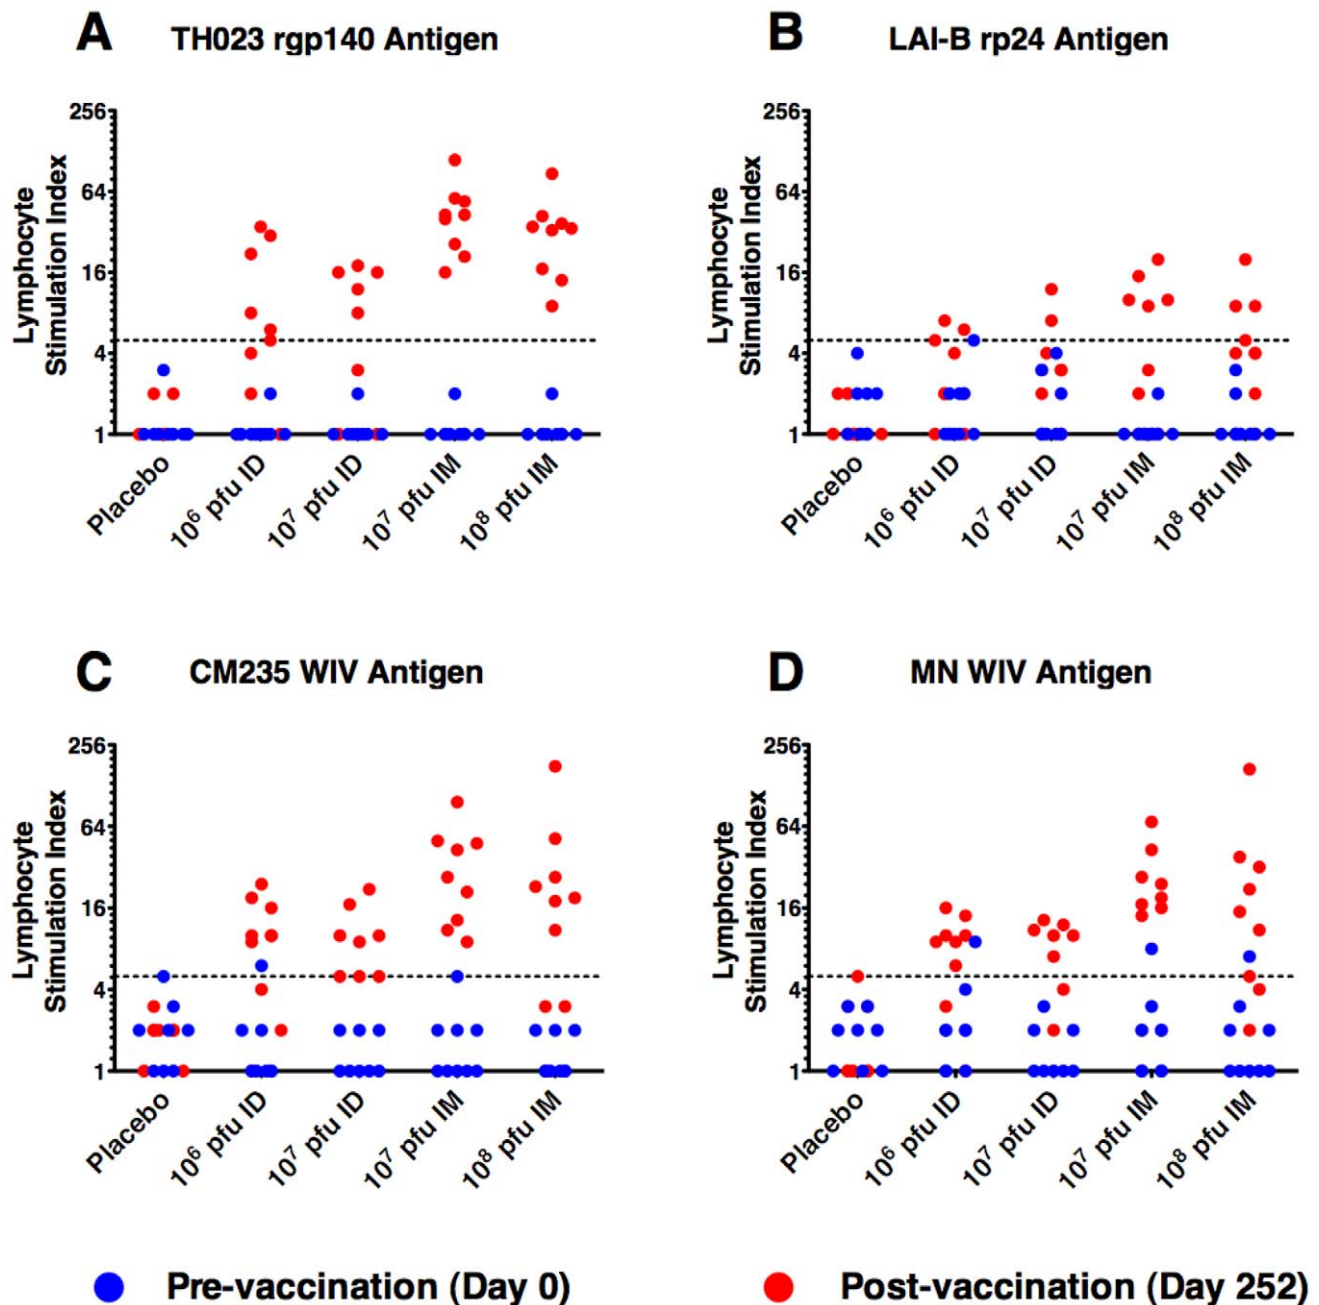 A TH023 rgp140 Antigen
B LAI-B rp24 Antigen
Lymphocyte
Stimulation Index
256
64
16
4
1
Placebo
10⁶ pfu ID
10⁷ pfu ID
10⁷ pfu IM
10⁸ pfu IM
Lymphocyte
Stimulation Index
256
64
16
4
1
Placebo
10⁶ pfu ID
10⁷ pfu ID
10⁷ pfu IM
10⁸ pfu IM
C CM235 WIV Antigen
D MN WIV Antigen
Lymphocyte
Stimulation Index
256
64
16
4
1
Placebo
10⁶ pfu ID
10⁷ pfu ID
10⁷ pfu IM
10⁸ pfu IM
Lymphocyte
Stimulation Index
256
64
16
4
1
Placebo
10⁶ pfu ID
10⁷ pfu ID
10⁷ pfu IM
10⁸ pfu IM
Pre-vaccination (Day 0)
Post-vaccination (Day 252)